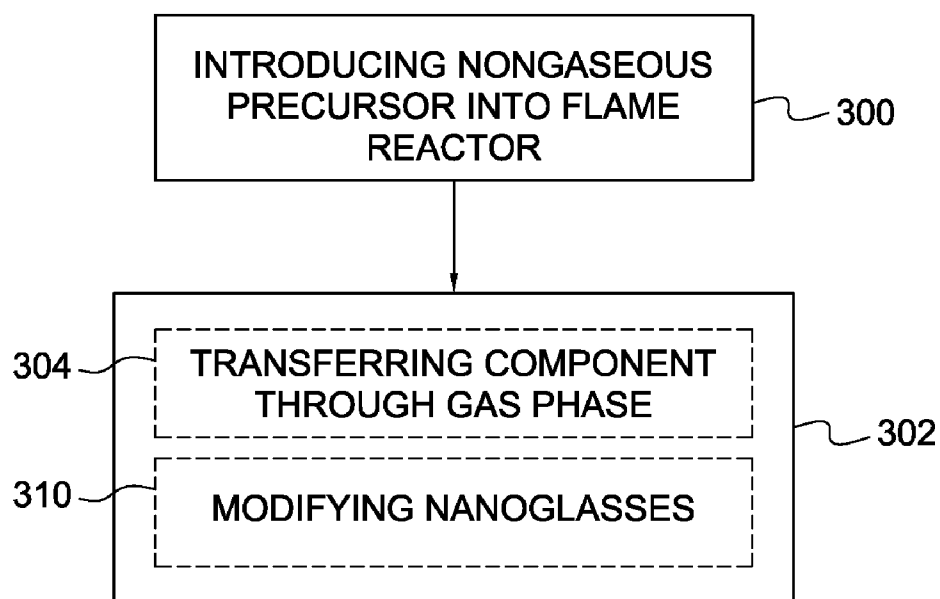 INTRODUCING NONGASEOUS
PRECURSOR INTO FLAME
REACTOR
300
304
TRANSFERRING COMPONENT
THROUGH GAS PHASE
302
310
MODIFYING NANOGLASSES